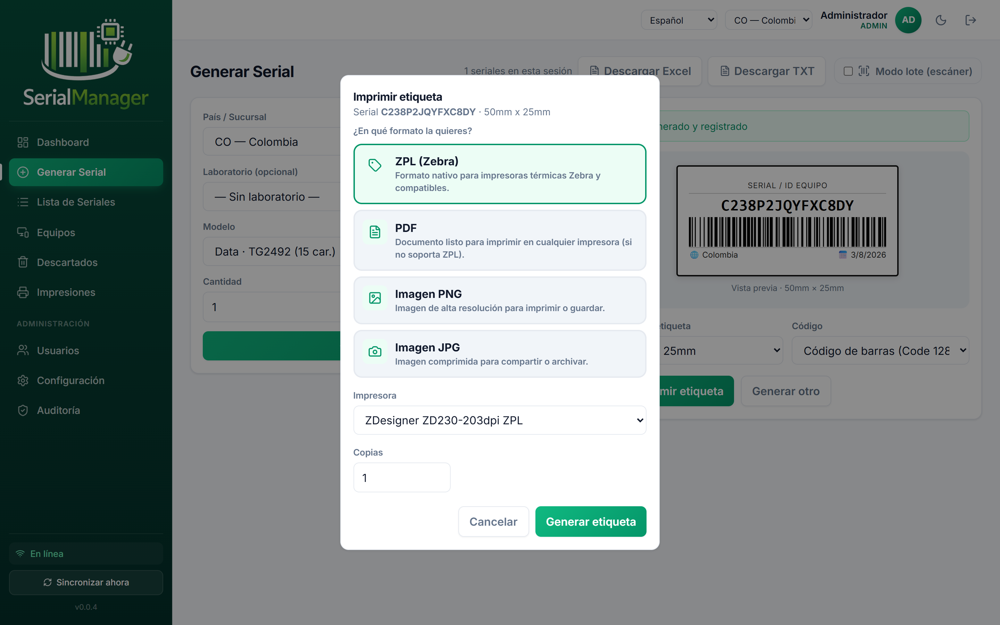 SerialManager
Dashboard
Generar Serial
Lista de Seriales
Equipos
Descartados
Impresiones
ADMINISTRACIÓN
Usuarios
Configuración
Auditoría
En línea
Sincronizar ahora
v0.0.4
Español
CO — Colombi
Administrador
ADMIN
AD
Generar Serial
1 seriales en esta sesión
Descargar Excel
Descargar TXT
Modo lote (escáner)
País / Sucursal
CO — Colombia
Laboratorio (opcional)
— Sin laboratorio —
Modelo
Data · TG2492 (15 car.)
Cantidad
1
Imprimir etiqueta
Serial C238P2JQYFXC8DY · 50mm x 25mm
¿En qué formato la quieres?
ZPL (Zebra)
Formato nativo para impresoras térmicas Zebra y
compatibles.
PDF
Documento listo para imprimir en cualquier impresora (si
no soporta ZPL).
Imagen PNG
Imagen de alta resolución para imprimir o guardar.
Imagen JPG
Imagen comprimida para compartir o archivar.
Impresora
ZDesigner ZD230-203dpi ZPL
Copias
1
Cancelar
Generar etiqueta
nerado y registrado
SERIAL / ID EQUIPO
C238P2JQYFXC8DY
Colombia
3/8/2026
Vista previa · 50mm × 25mm
etiqueta
25mm
Código
Código de barras (Code 128
mir etiqueta
Generar otro